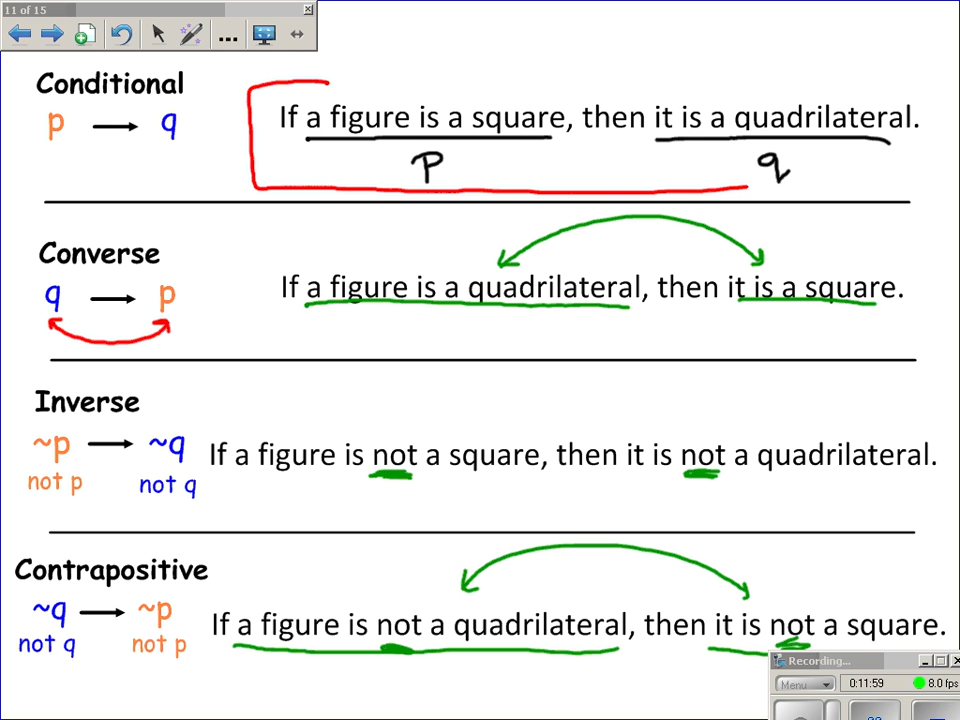 11 of 15
Conditional
p → q
If a figure is a square, then it is a quadrilateral.
p q
Converse
q → p
If a figure is a quadrilateral, then it is a square.
Inverse
~p → ~q
not p not q
If a figure is not a square, then it is not a quadrilateral.
Contrapositive
~q → ~p
not q not p
If a figure is not a quadrilateral, then it is not a square.
Recording...
Menu 0:11:59 8.0 fps